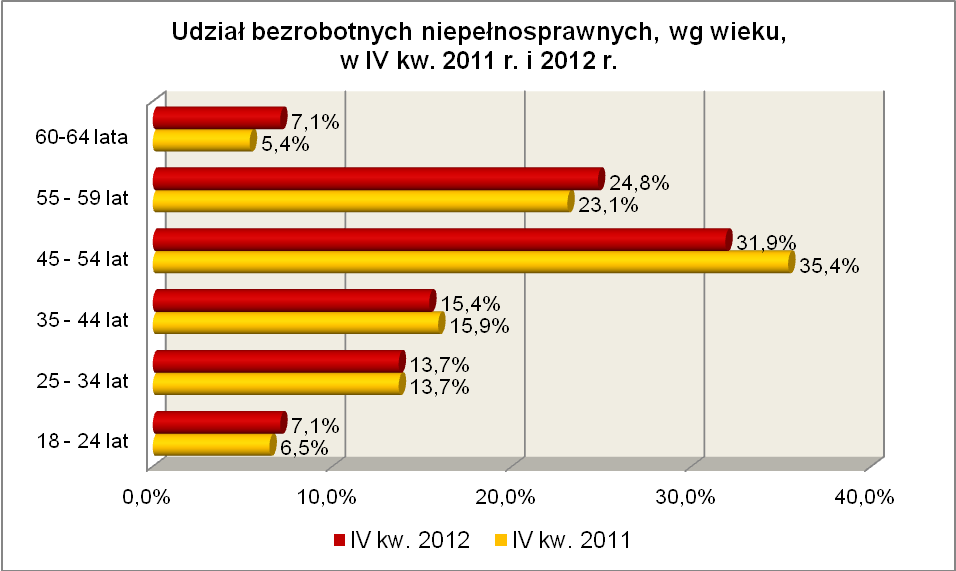 Udział bezrobotnych niepełnosprawnych, wg wieku,
w IV kw. 2011 r. i 2012 r.
60-64 lata
7,1%
5,4%
55 - 59 lat
24,8%
23,1%
45 - 54 lat
31,9%
35,4%
35 - 44 lat
15,4%
15,9%
25 - 34 lat
13,7%
13,7%
18 - 24 lat
7,1%
6,5%
0,0% 10,0% 20,0% 30,0% 40,0%
IV kw. 2012 IV kw. 2011